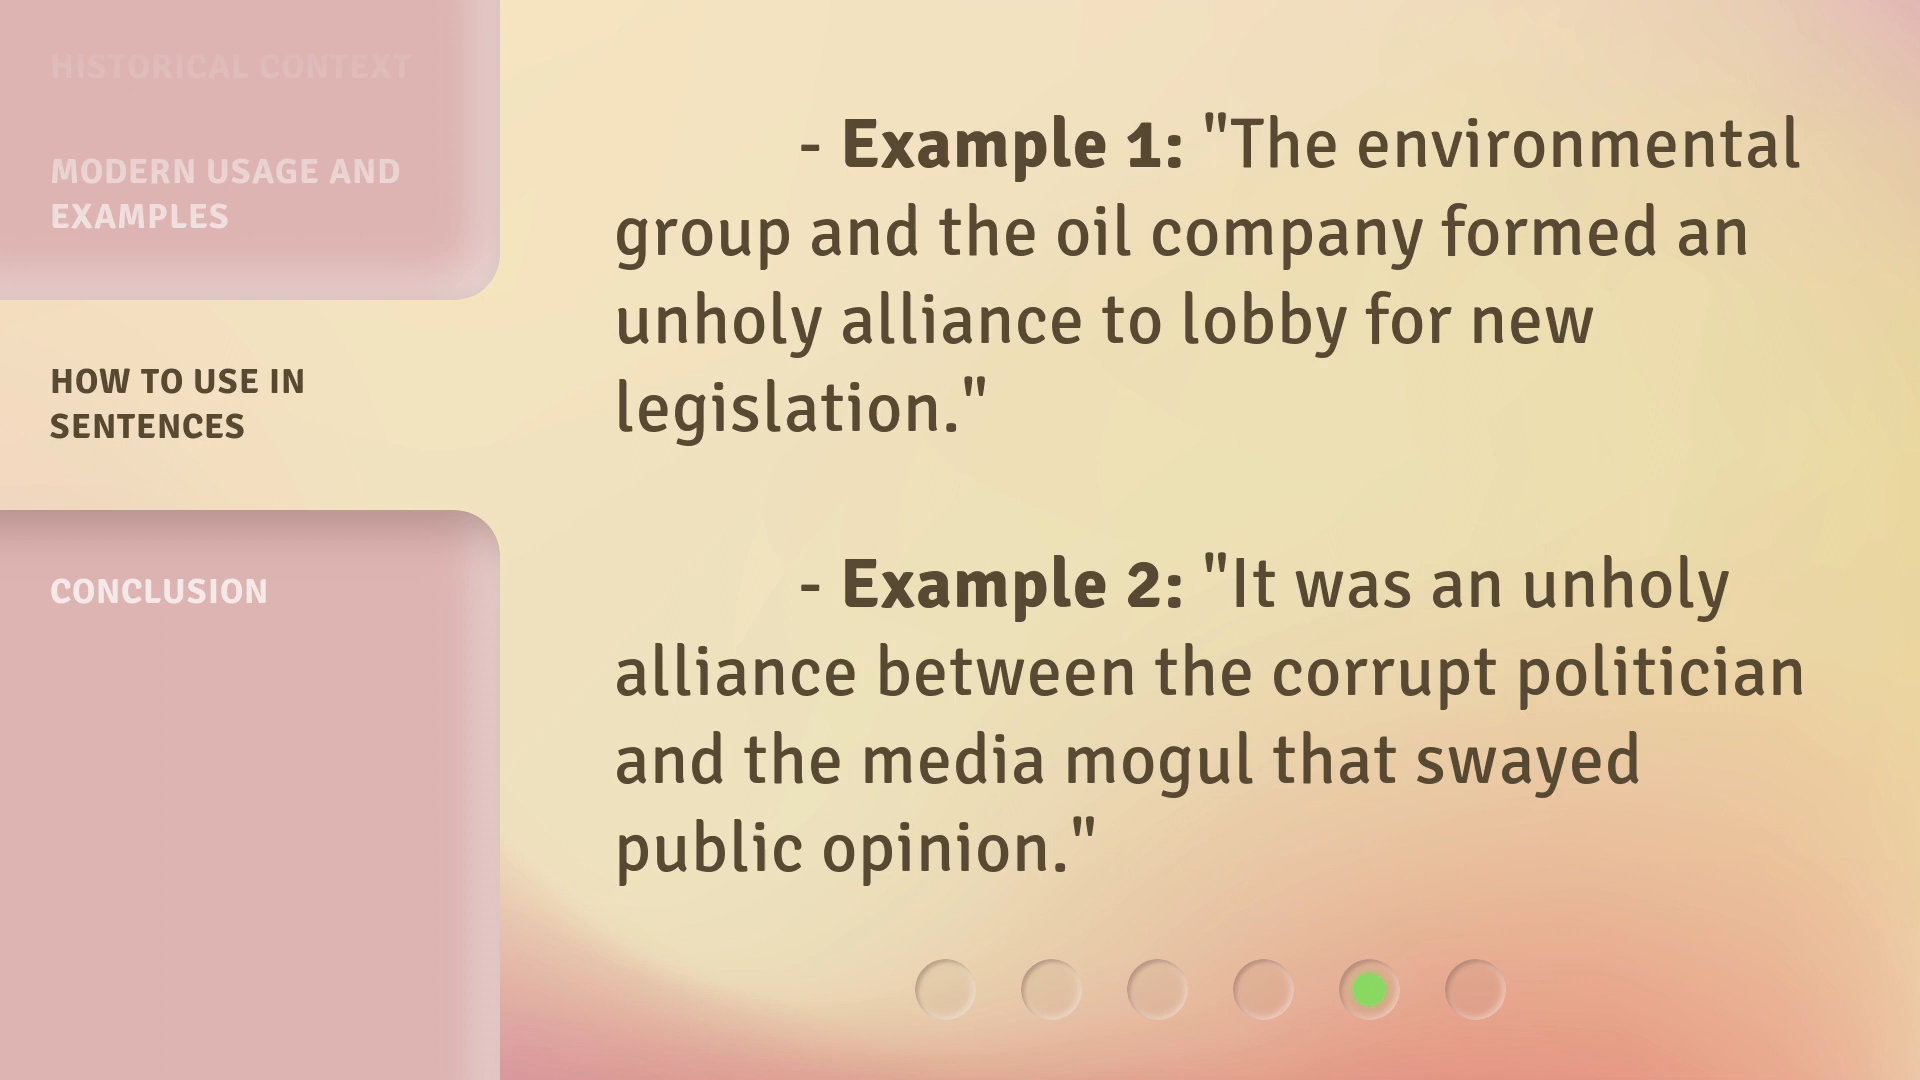 HISTORICAL CONTEXT
MODERN USAGE AND
EXAMPLES
HOW TO USE IN
SENTENCES
CONCLUSION
- Example 1: "The environmental
group and the oil company formed an
unholy alliance to lobby for new
legislation."
- Example 2: "It was an unholy
alliance between the corrupt politician
and the media mogul that swayed
public opinion."